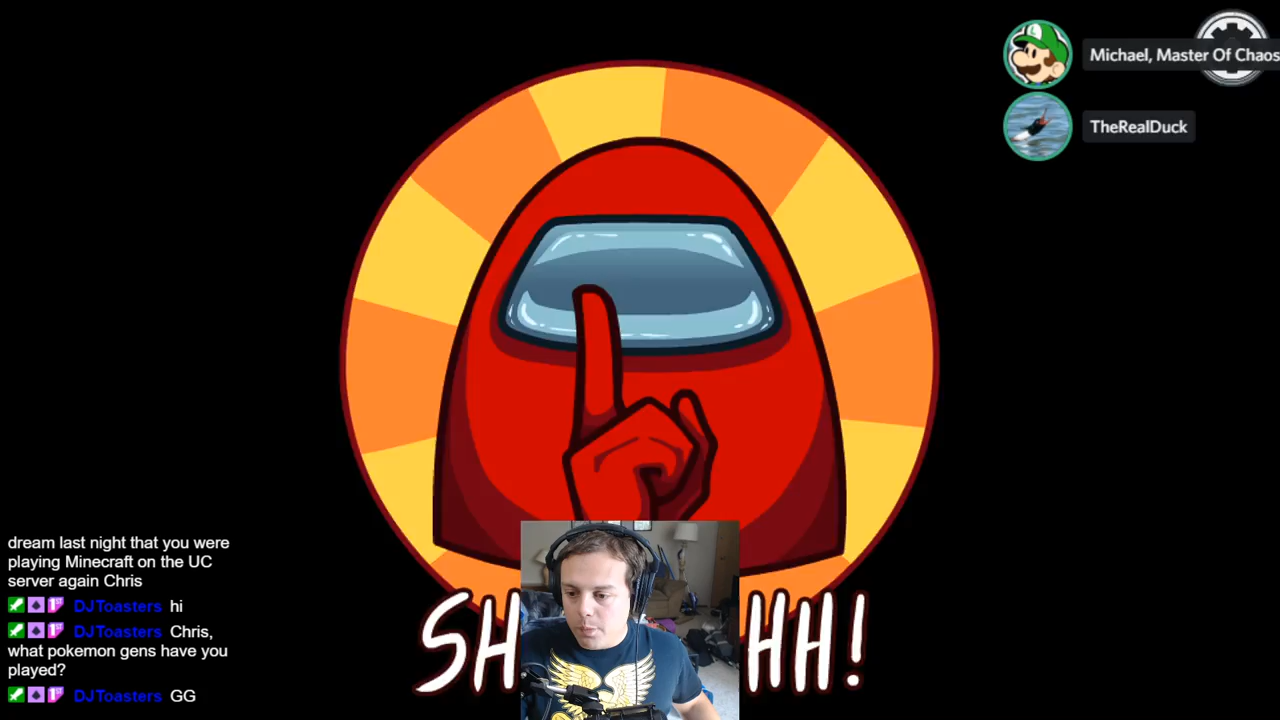 Michael, Master Of Chaos
TheRealDuck
dream last night that you were
playing Minecraft on the UC
server again Chris
DJToasters hi
DJToasters Chris,
what pokemon gens have you
played?
DJToasters GG
SH HH!